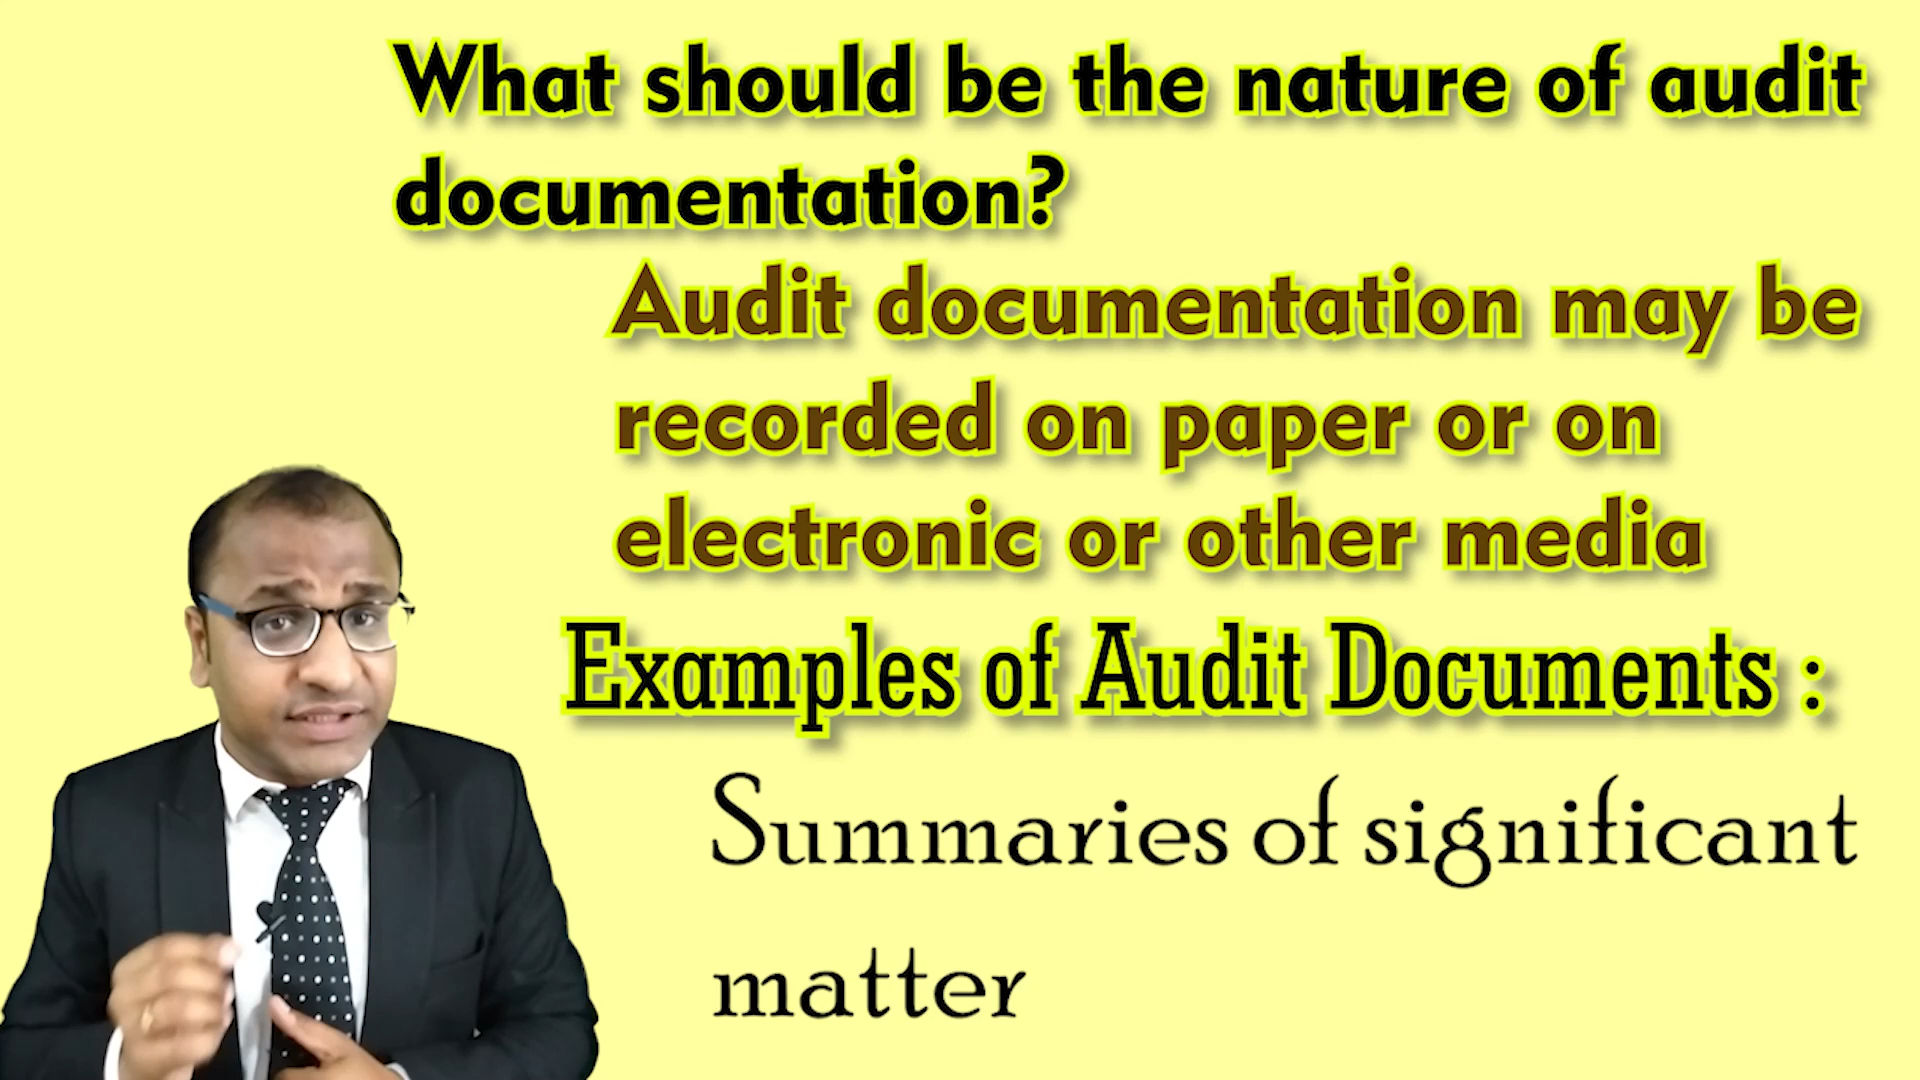 What should be the nature of audit
documentation?
Audit documentation may be
recorded on paper or on
electronic or other media
Examples of Audit Documents :
Summaries of significant
matter